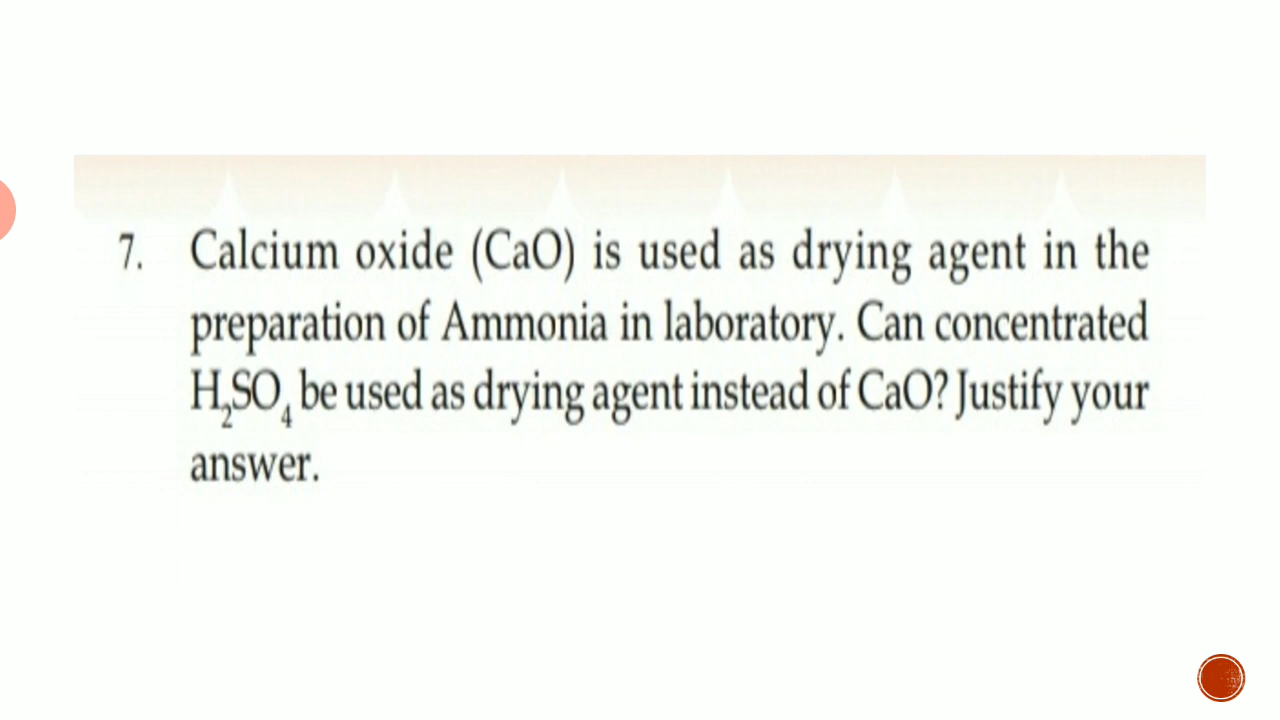 7. Calcium oxide (CaO) is used as drying agent in the
preparation of Ammonia in laboratory. Can concentrated
H₂SO₄ be used as drying agent instead of CaO? Justify your
answer.